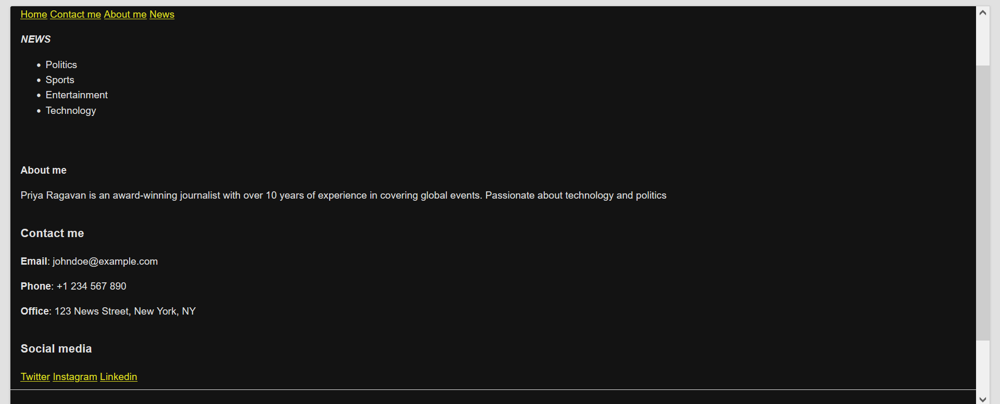 Home Contact me About me News
NEWS
Politics
Sports
Entertainment
Technology
About me
Priya Ragavan is an award-winning journalist with over 10 years of experience in covering global events. Passionate about technology and politics
Contact me
Email: johndoe@example.com
Phone: +1 234 567 890
Office: 123 News Street, New York, NY
Social media
Twitter Instagram Linkedin